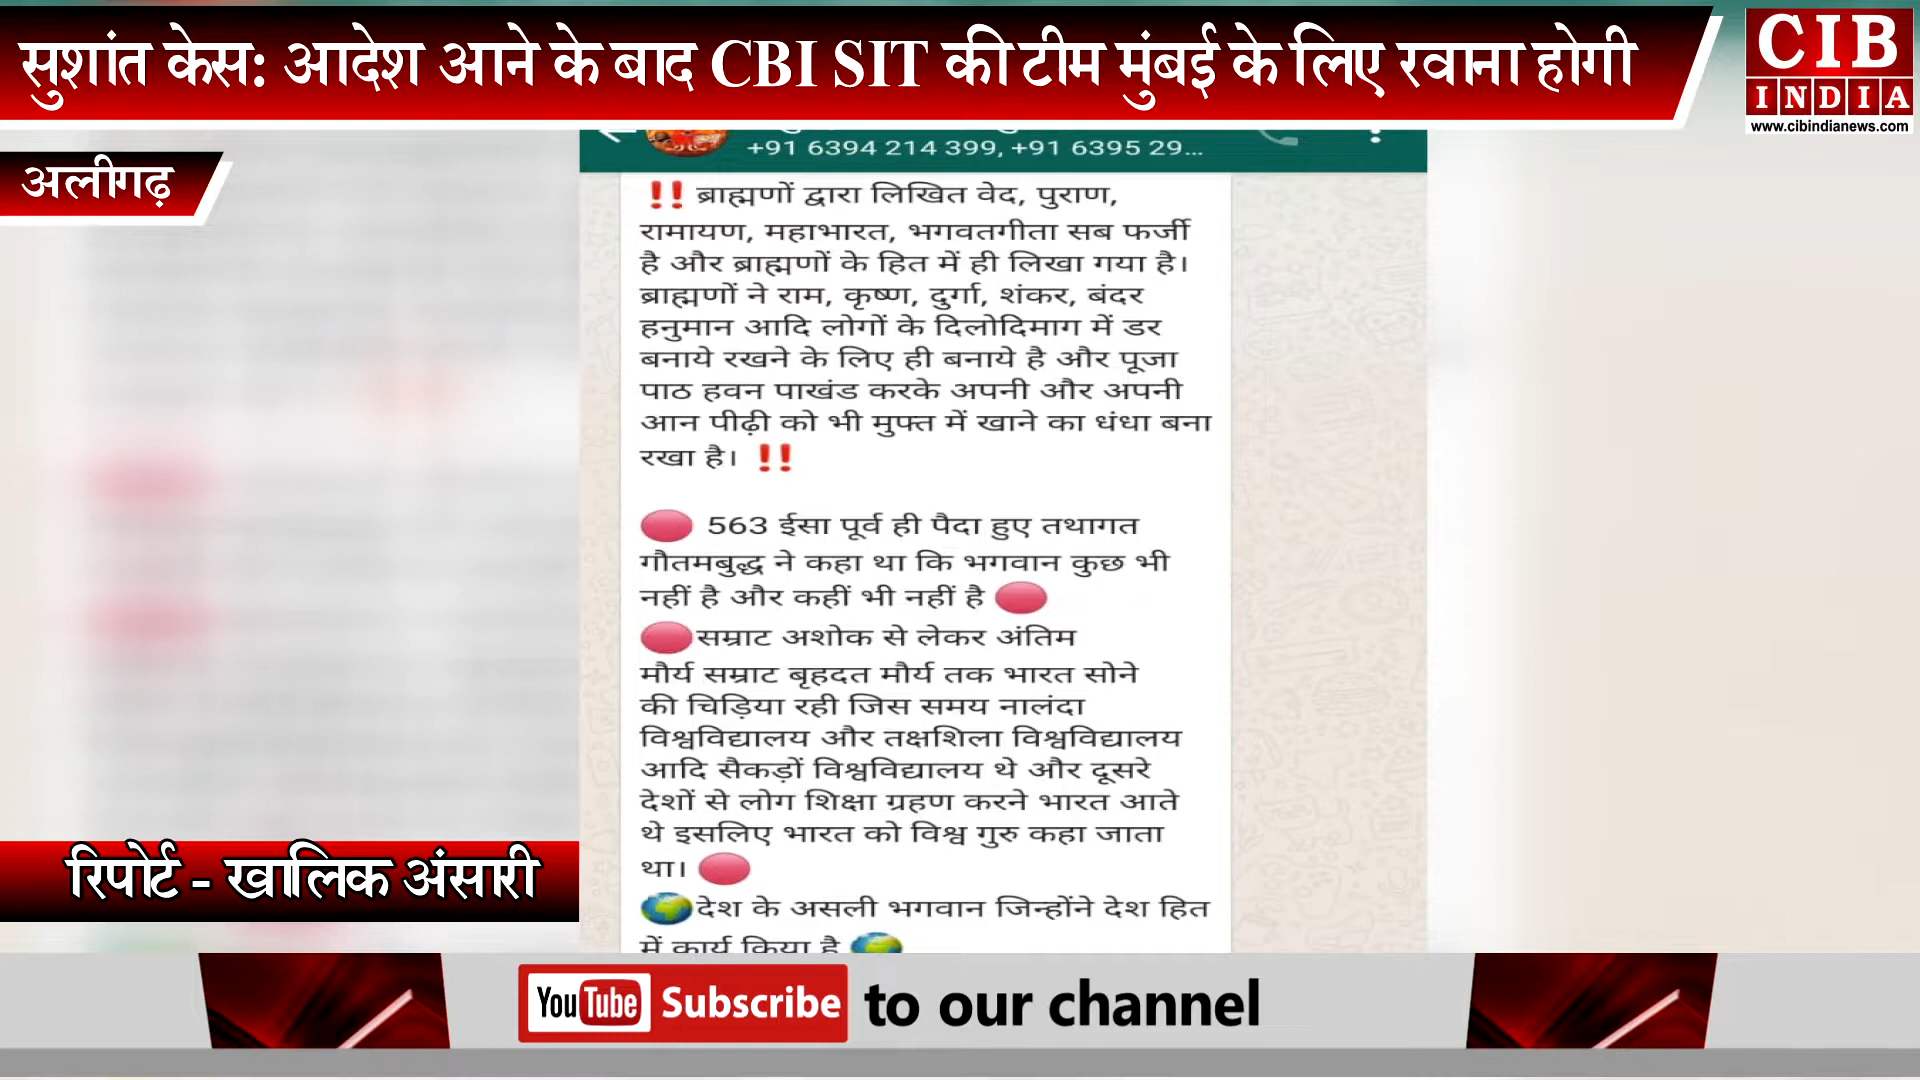 सुशांत केस: आदेश आने के बाद CBI SIT की टीम मुंबई के लिए रवाना होगी
CIB
INDIA
www.cibindianews.com
अलीगढ़
+91 6394 214 399, +91 6395 29...
‼ ब्राह्मणों द्वारा लिखित वेद, पुराण,
रामायण, महाभारत, भगवतगीता सब फर्जी
है और ब्राह्मणों के हित में ही लिखा गया है।
ब्राह्मणों ने राम, कृष्ण, दुर्गा, शंकर, बंदर
हनुमान आदि लोगों के दिलोदिमाग में डर
बनाये रखने के लिए ही बनाये है और पूजा
पाठ हवन पाखंड करके अपनी और अपनी
आन पीढ़ी को भी मुफ्त में खाने का धंधा बना
रखा है। ‼
563 ईसा पूर्व ही पैदा हुए तथागत
गौतमबुद्ध ने कहा था कि भगवान कुछ भी
नहीं है और कहीं भी नहीं है
सम्राट अशोक से लेकर अंतिम
मौर्य सम्राट बृहदत मौर्य तक भारत सोने
की चिड़िया रही जिस समय नालंदा
विश्वविद्यालय और तक्षशिला विश्वविद्यालय
आदि सैकड़ों विश्वविद्यालय थे और दूसरे
देशों से लोग शिक्षा ग्रहण करने भारत आते
थे इसलिए भारत को विश्व गुरु कहा जाता
था।
देश के असली भगवान जिन्होंने देश हित
में कार्य किया है
रिपोर्ट - खालिक अंसारी
YouTube Subscribe to our channel